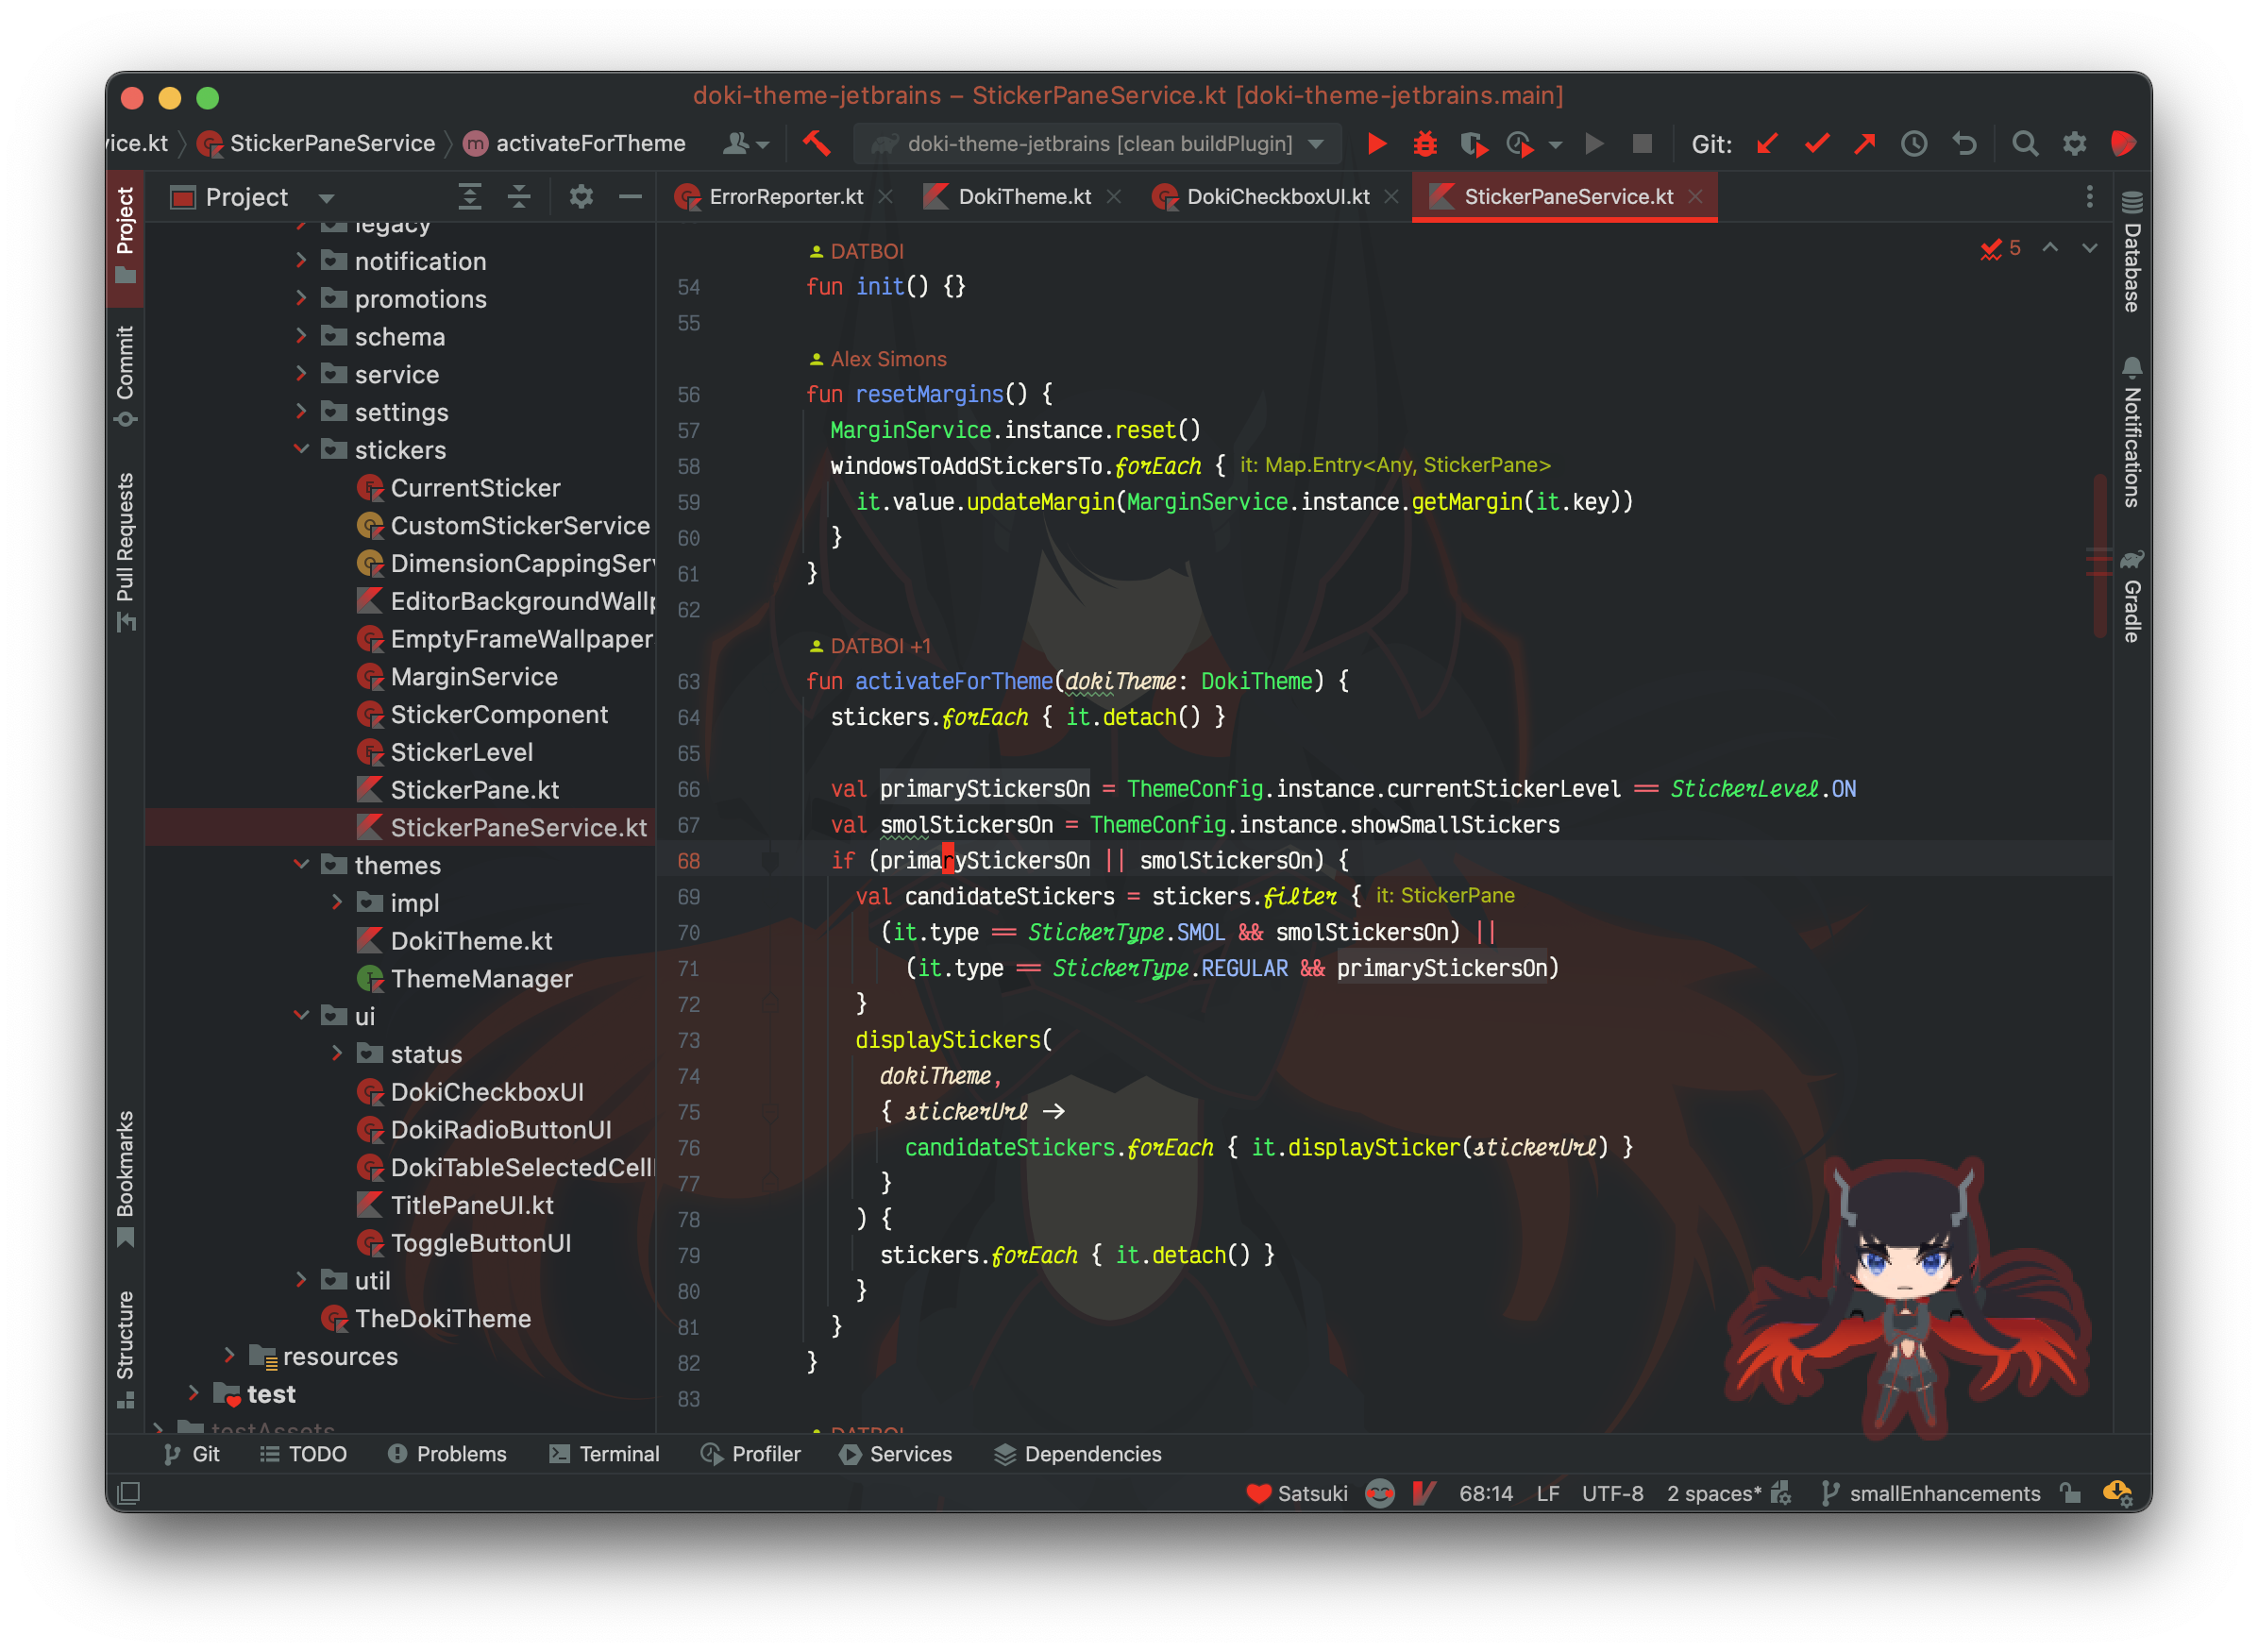 doki-theme-jetbrains – StickerPaneService.kt [doki-theme-jetbrains.main]
vice.kt
StickerPaneService
m activateForTheme
doki-theme-jetbrains [clean buildPlugin]
Git:
Project
ErrorReporter.kt
DokiTheme.kt
DokiCheckboxUI.kt
StickerPaneService.kt
Project
Commit
Pull Requests
Bookmarks
Structure
legacy
notification
promotions
schema
service
settings
stickers
CurrentSticker
CustomStickerService
DimensionCappingServ
EditorBackgroundWallp
EmptyFrameWallpaper
MarginService
StickerComponent
StickerLevel
StickerPane.kt
StickerPaneService.kt
themes
impl
DokiTheme.kt
ThemeManager
ui
status
DokiCheckboxUI
DokiRadioButtonUI
DokiTableSelectedCell
TitlePaneUI.kt
ToggleButtonUI
util
TheDokiTheme
resources
test
testAssets
DATBOI
5
54 fun init() {}
55
Alex Simons
56 fun resetMargins() {
57 MarginService.instance.reset()
58 windowsToAddStickersTo.forEach { it: Map.Entry<Any, StickerPane>
59 it.value.updateMargin(MarginService.instance.getMargin(it.key))
60 }
61 }
62
DATBOI +1
63 fun activateForTheme(dokiTheme: DokiTheme) {
64 stickers.forEach { it.detach() }
65
66 val primaryStickersOn = ThemeConfig.instance.currentStickerLevel == StickerLevel.ON
67 val smolStickersOn = ThemeConfig.instance.showSmallStickers
68 if (primaryStickersOn || smolStickersOn) {
69 val candidateStickers = stickers.filter { it: StickerPane
70 (it.type == StickerType.SMOL && smolStickersOn) ||
71 (it.type == StickerType.REGULAR && primaryStickersOn)
72 }
73 displayStickers(
74 dokiTheme,
75 { stickerUrl →
76 candidateStickers.forEach { it.displaySticker(stickerUrl) }
77 }
78 ) {
79 stickers.forEach { it.detach() }
80 }
81 }
82 }
83
DATBOI
Database
Notifications
Gradle
Git
TODO
Problems
Terminal
Profiler
Services
Dependencies
Satsuki
68:14
LF
UTF-8
2 spaces*
smallEnhancements